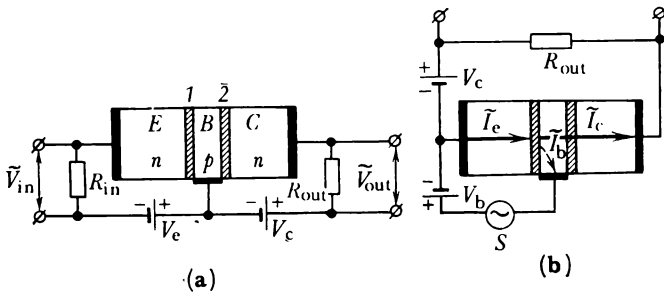 1 2
E B C
n p n
Ṽin Rin Rout Ṽout
− + − +
Ve Vc
(a)
Rout
+
Vc
−
Ĩe Ĩb Ĩc
−
Vb
+
S
(b)